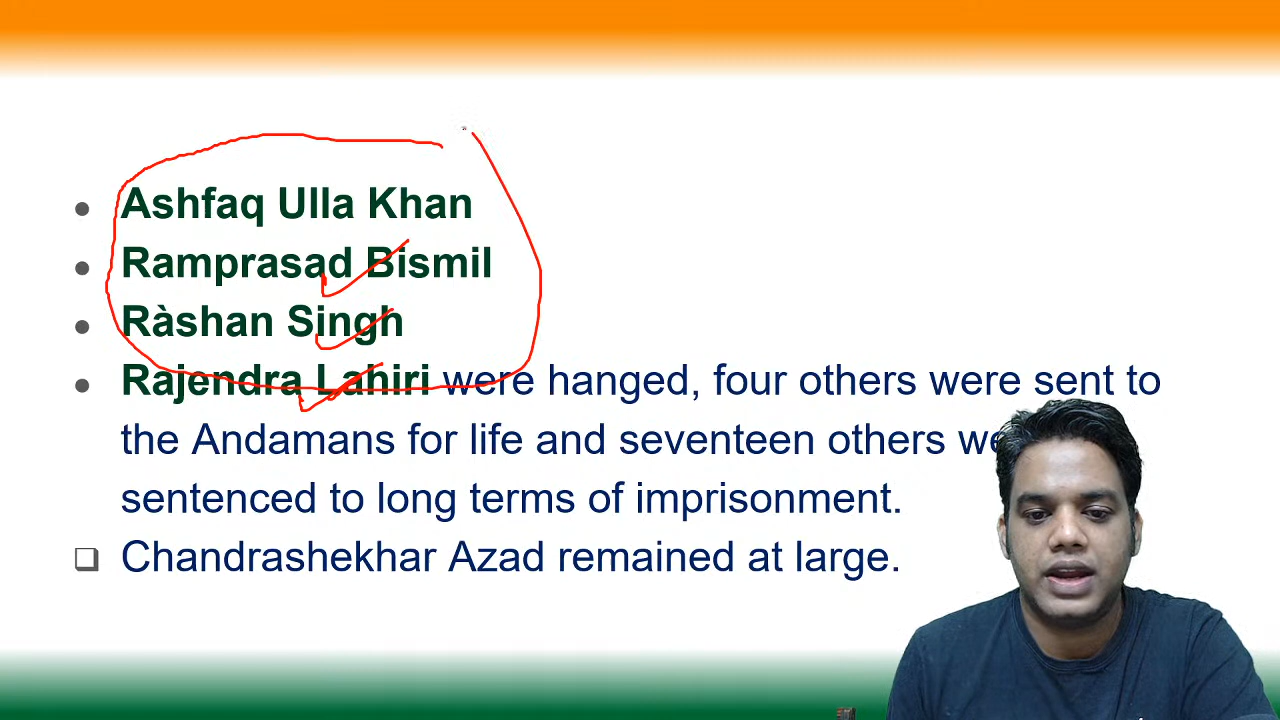 Ashfaq Ulla Khan
Ramprasad Bismil
Ràshan Singh
Rajendra Lahiri were hanged, four others were sent to
the Andamans for life and seventeen others
sentenced to long terms of imprisonment.
Chandrashekhar Azad remained at large.